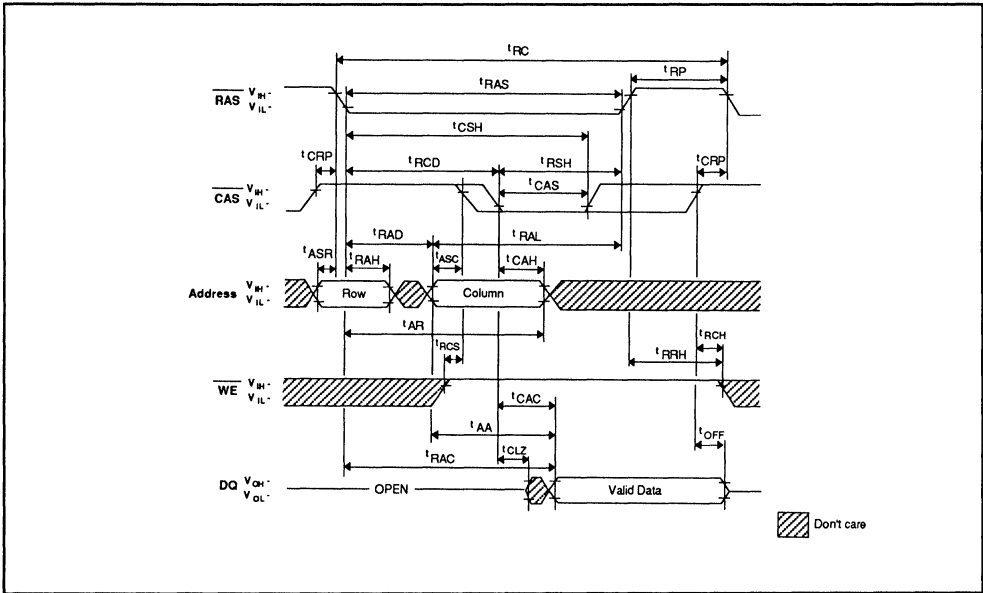 tRC
tRP
tRAS
RAS VIH -
VIL -
tCSH
tCRP
tRCD
tRSH
tCRP
CAS VIH -
VIL -
tCAS
tRAD
tRAL
tASR
tRAH
tASC
tCAH
Address VIH -
VIL -
Row
Column
tAR
tRCS
tRCH
tRRH
WE VIH -
VIL -
tCAC
tAA
tOFF
tCLZ
tRAC
DQ VOH -
VOL -
OPEN
Valid Data
Don't care